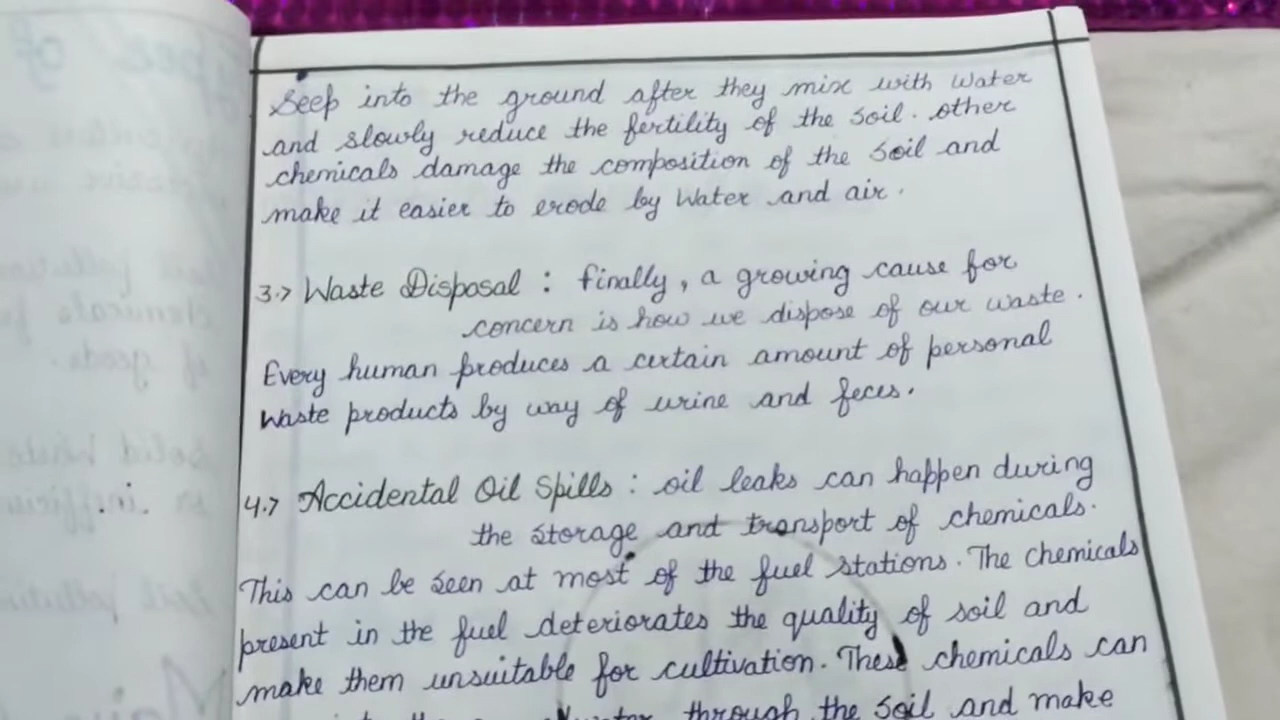 Seep into the ground after they mix with water
and slowly reduce the fertility of the soil. other
chemicals damage the composition of the soil and
make it easier to erode by water and air.
3.> Waste Disposal : finally, a growing cause for
concern is how we dispose of our waste.
Every human produces a certain amount of personal
waste products by way of urine and feces.
4.> Accidental Oil Spills : oil leaks can happen during
the storage and transport of chemicals.
This can be seen at most of the fuel stations. The chemicals
present in the fuel deteriorates the quality of soil and
make them unsuitable for cultivation. These chemicals can
through the soil and make